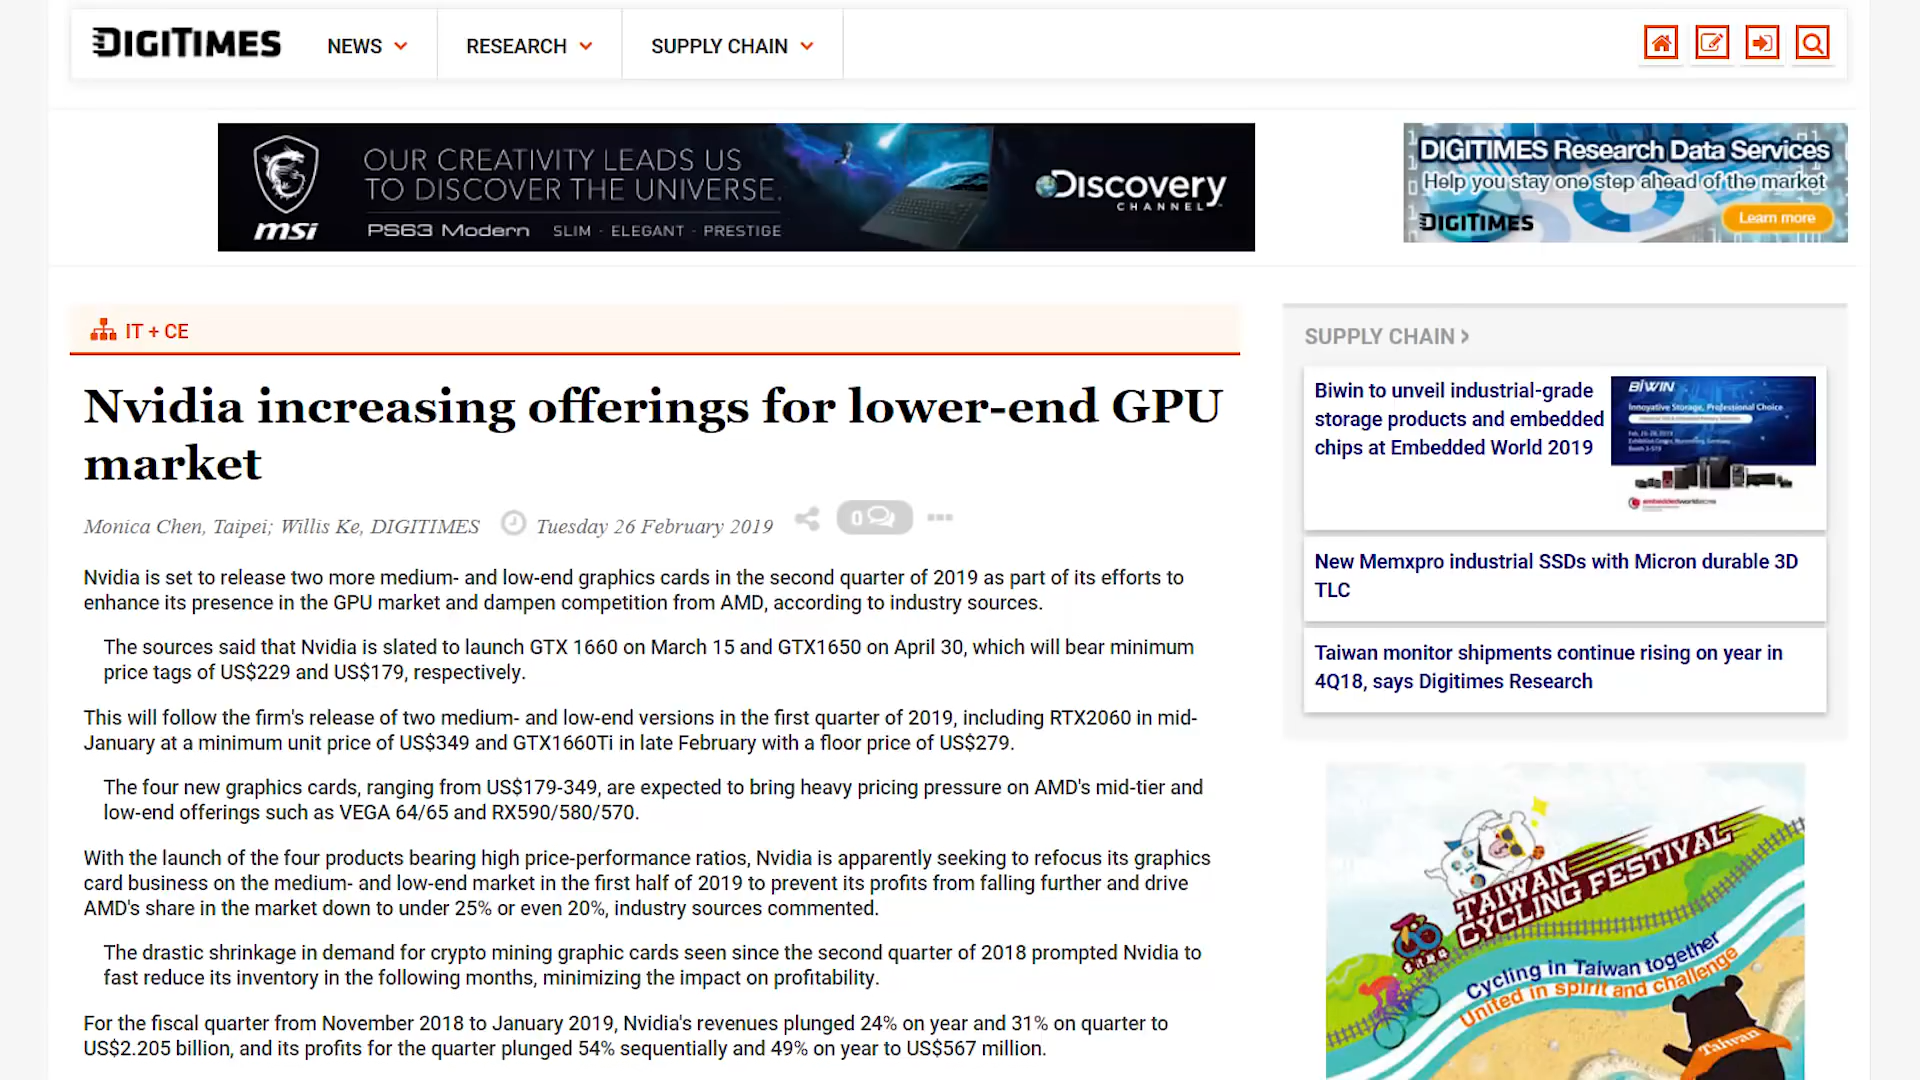 DIGITIMES
NEWS
RESEARCH
SUPPLY CHAIN
msi
OUR CREATIVITY LEADS US
TO DISCOVER THE UNIVERSE.
PS63 Modern SLIM · ELEGANT · PRESTIGE
Discovery
CHANNEL
DIGITIMES Research Data Services
Help you stay one step ahead of the market
DIGITIMES
Learn more
IT + CE
Nvidia increasing offerings for lower-end GPU
market
Monica Chen, Taipei; Willis Ke, DIGITIMES Tuesday 26 February 2019 0
Nvidia is set to release two more medium- and low-end graphics cards in the second quarter of 2019 as part of its efforts to
enhance its presence in the GPU market and dampen competition from AMD, according to industry sources.
The sources said that Nvidia is slated to launch GTX 1660 on March 15 and GTX1650 on April 30, which will bear minimum
price tags of US$229 and US$179, respectively.
This will follow the firm's release of two medium- and low-end versions in the first quarter of 2019, including RTX2060 in mid-
January at a minimum unit price of US$349 and GTX1660Ti in late February with a floor price of US$279.
The four new graphics cards, ranging from US$179-349, are expected to bring heavy pricing pressure on AMD's mid-tier and
low-end offerings such as VEGA 64/65 and RX590/580/570.
With the launch of the four products bearing high price-performance ratios, Nvidia is apparently seeking to refocus its graphics
card business on the medium- and low-end market in the first half of 2019 to prevent its profits from falling further and drive
AMD's share in the market down to under 25% or even 20%, industry sources commented.
The drastic shrinkage in demand for crypto mining graphic cards seen since the second quarter of 2018 prompted Nvidia to
fast reduce its inventory in the following months, minimizing the impact on profitability.
For the fiscal quarter from November 2018 to January 2019, Nvidia's revenues plunged 24% on year and 31% on quarter to
US$2.205 billion, and its profits for the quarter plunged 54% sequentially and 49% on year to US$567 million.
SUPPLY CHAIN
Biwin to unveil industrial-grade
storage products and embedded
chips at Embedded World 2019
BIWIN
Innovative Storage, Professional Choice
embeddedworld
New Memxpro industrial SSDs with Micron durable 3D
TLC
Taiwan monitor shipments continue rising on year in
4Q18, says Digitimes Research
TAIWAN
CYCLING FESTIVAL
Cycling in Taiwan together
United in spirit and challenge
Taiwan